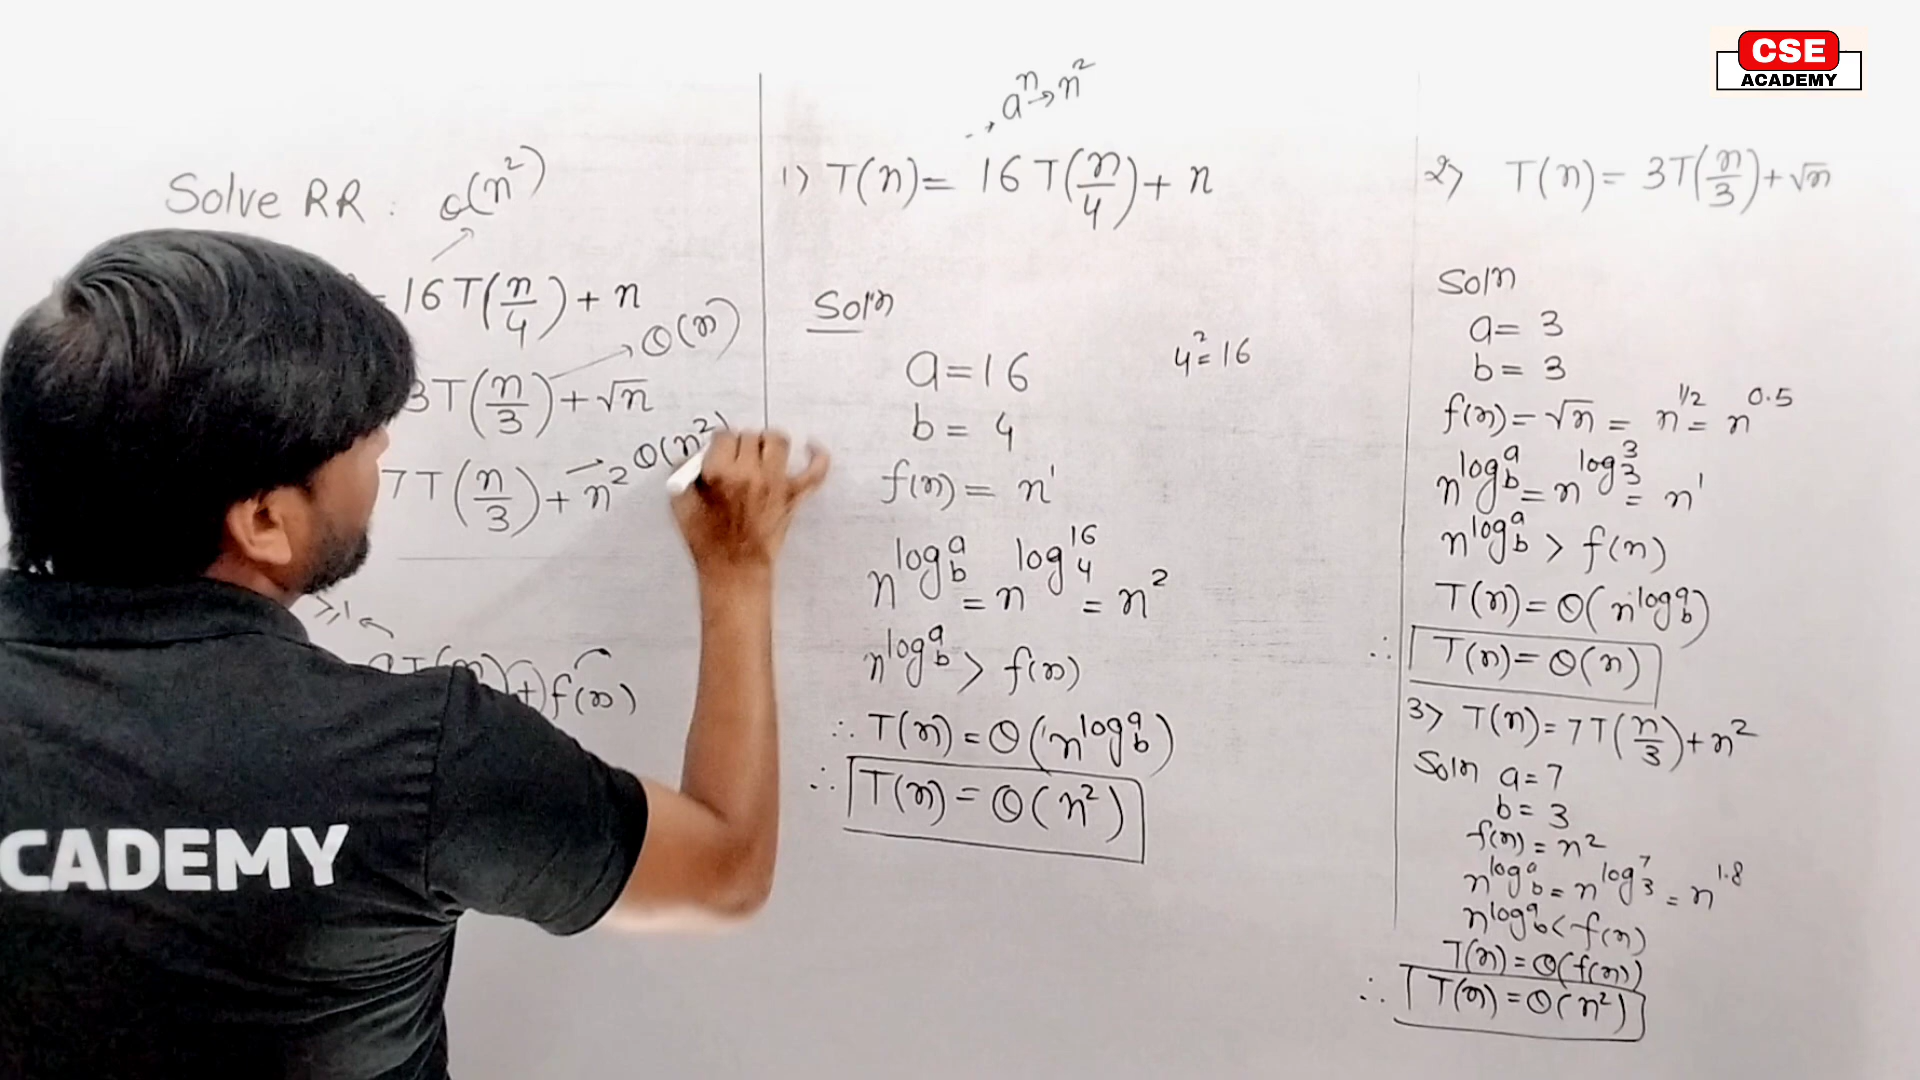 CSE
ACADEMY
Solve RR : θ(n²)
16T(n/4) + n
θ(n)
3T(n/3) + √n
θ(n²)
7T(n/3) + n²
≥1
+ f(n)
CADEMY
aⁿ → n²
1) T(n) = 16T(n/4) + n
Soln
a = 16
4² = 16
b = 4
f(n) = n¹
n^log_b^a = n^log_4^16 = n²
n^log_b^a > f(n)
∴ T(n) = θ(n^log_b^a)
∴ T(n) = θ(n²)
2) T(n) = 3T(n/3) + √n
Soln
a = 3
b = 3
f(n) = √n = n^1/2 = n^0.5
n^log_b^a = n^log_3^3 = n¹
n^log_b^a > f(n)
T(n) = θ(n^log_b^a)
∴ T(n) = θ(n)
3) T(n) = 7T(n/3) + n²
Soln a = 7
b = 3
f(n) = n²
n^log_b^a = n^log_3^7 = n^1.8
n^log_b^a < f(n)
T(n) = θ(f(n))
∴ T(n) = θ(n²)